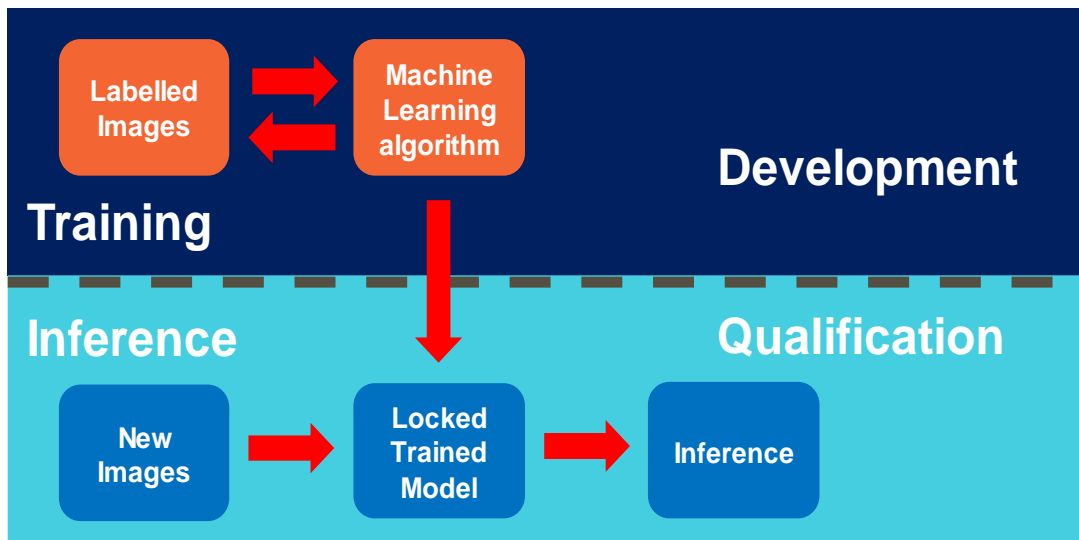 Labelled
Images
Machine
Learning
algorithm
Development
Training
Inference
Qualification
New
Images
Locked
Trained
Model
Inference